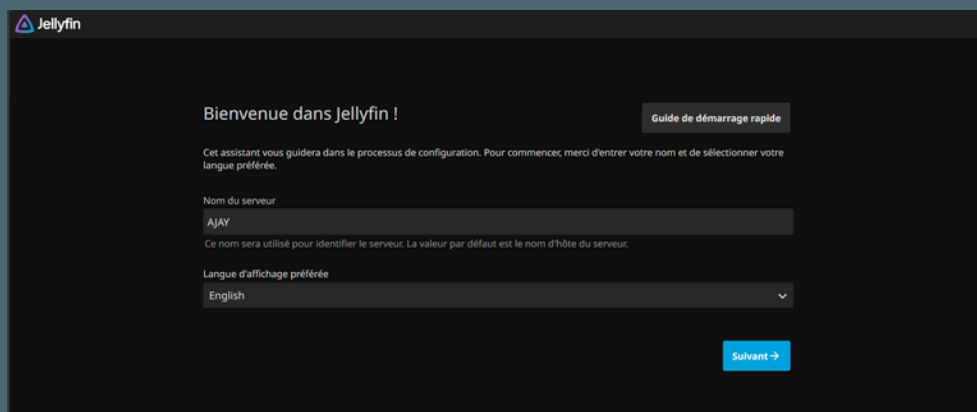 Jellyfin
Bienvenue dans Jellyfin !
Guide de démarrage rapide
Cet assistant vous guidera dans le processus de configuration. Pour commencer, merci d'entrer votre nom et de sélectionner votre
langue préférée.
Nom du serveur
AJAY
Ce nom sera utilisé pour identifier le serveur. La valeur par défaut est le nom d'hôte du serveur.
Langue d'affichage préférée
English
Suivant →